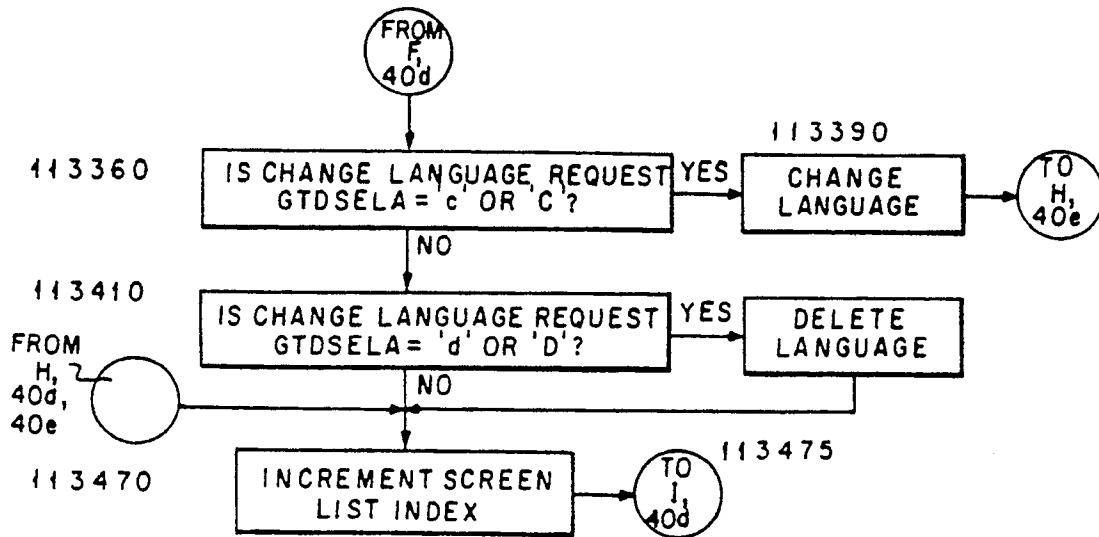 FROM
F,
40d
113360
IS CHANGE LANGUAGE REQUEST
GTDSELA = 'c' OR 'C'?
YES
113390
CHANGE
LANGUAGE
TO
H,
40e
NO
113410
IS CHANGE LANGUAGE REQUEST
GTDSELA = 'd' OR 'D'?
YES
DELETE
LANGUAGE
NO
FROM
H,
40d,
40e
113470
INCREMENT SCREEN
LIST INDEX
113475
TO
I,
40d